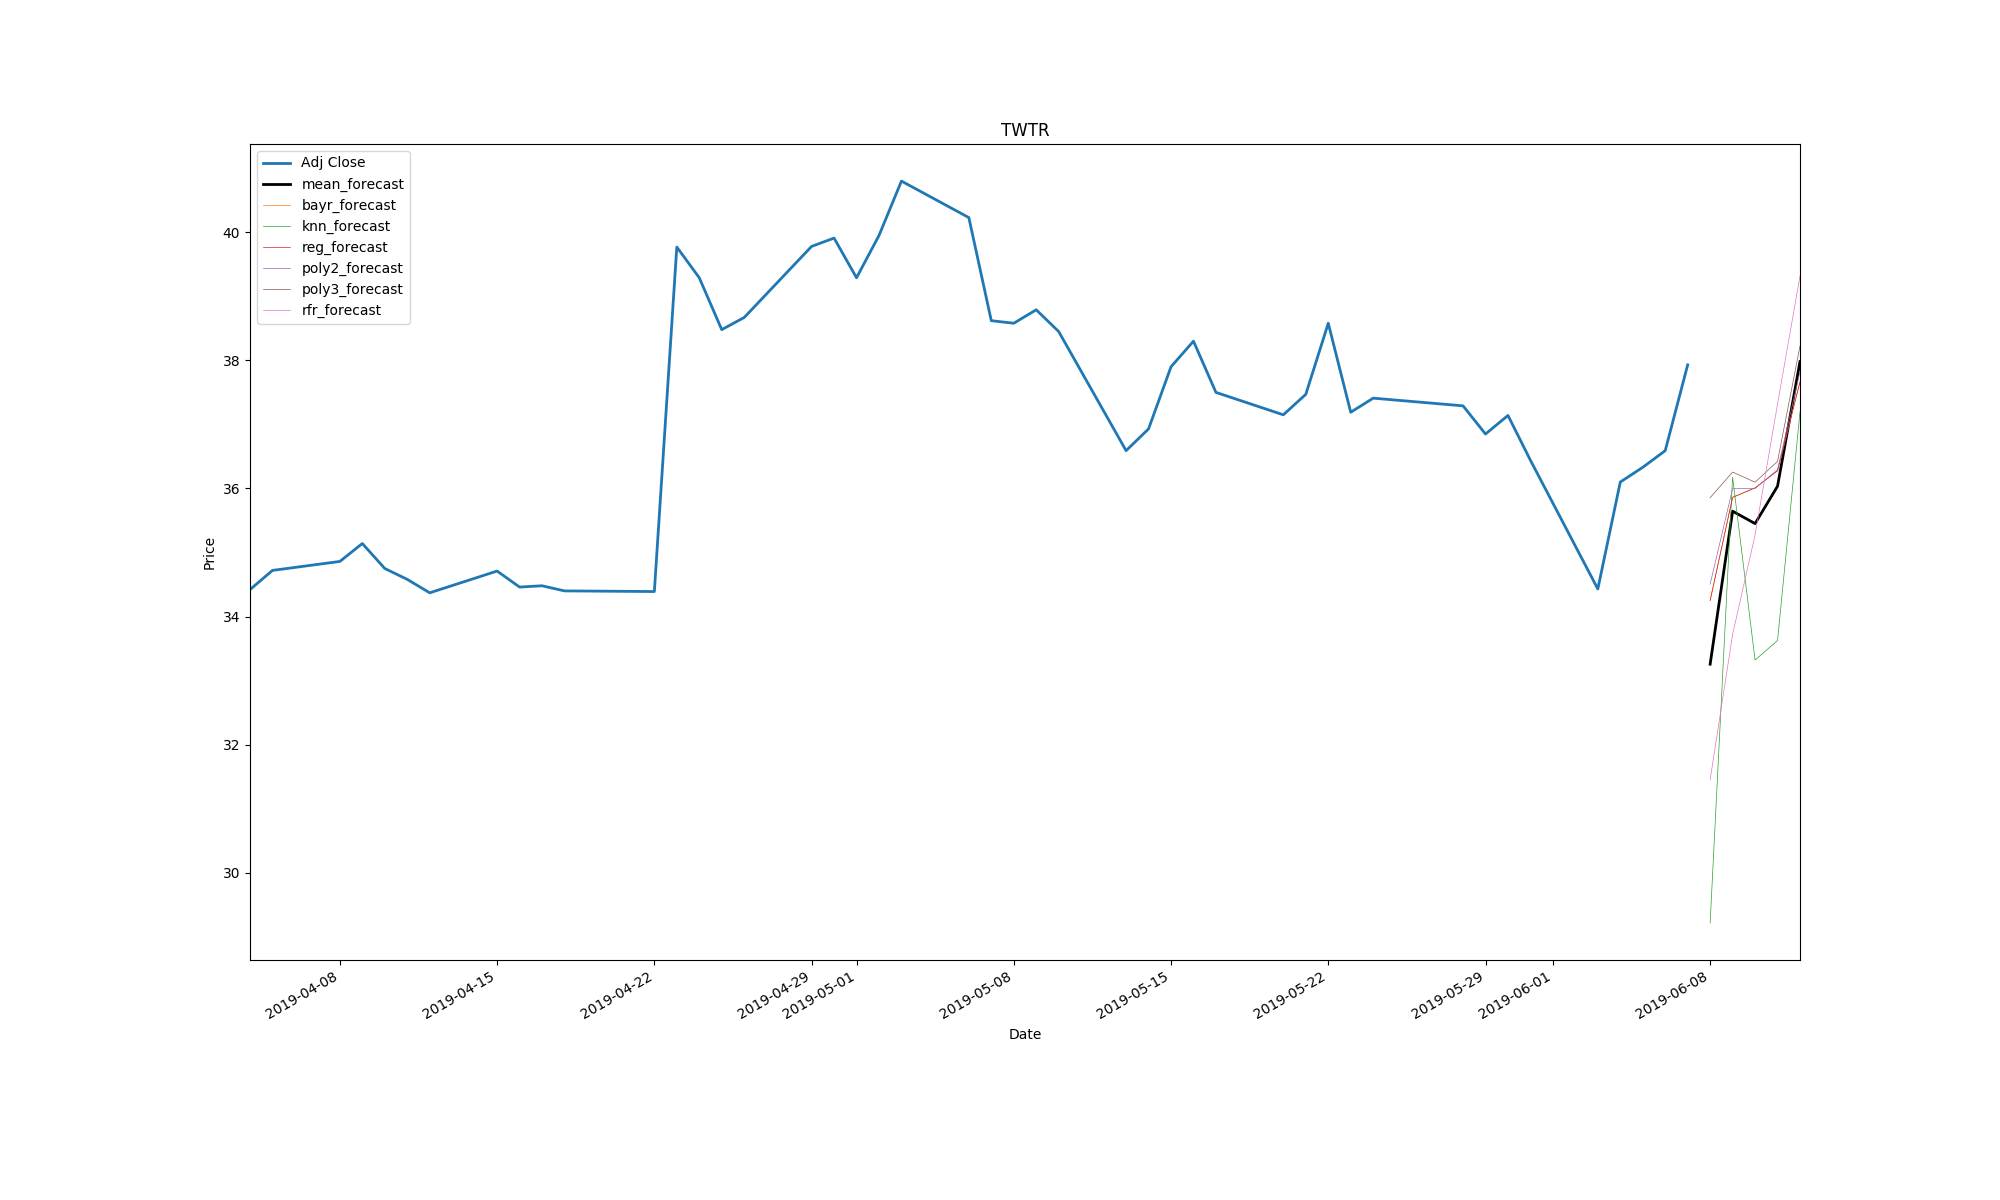 TWTR
Adj Close
mean_forecast
bayr_forecast
knn_forecast
reg_forecast
poly2_forecast
poly3_forecast
rfr_forecast
40
38
36
34
32
30
Price
2019-04-08
2019-04-15
2019-04-22
2019-04-29
2019-05-01
2019-05-08
2019-05-15
2019-05-22
2019-05-29
2019-06-01
2019-06-08
Date